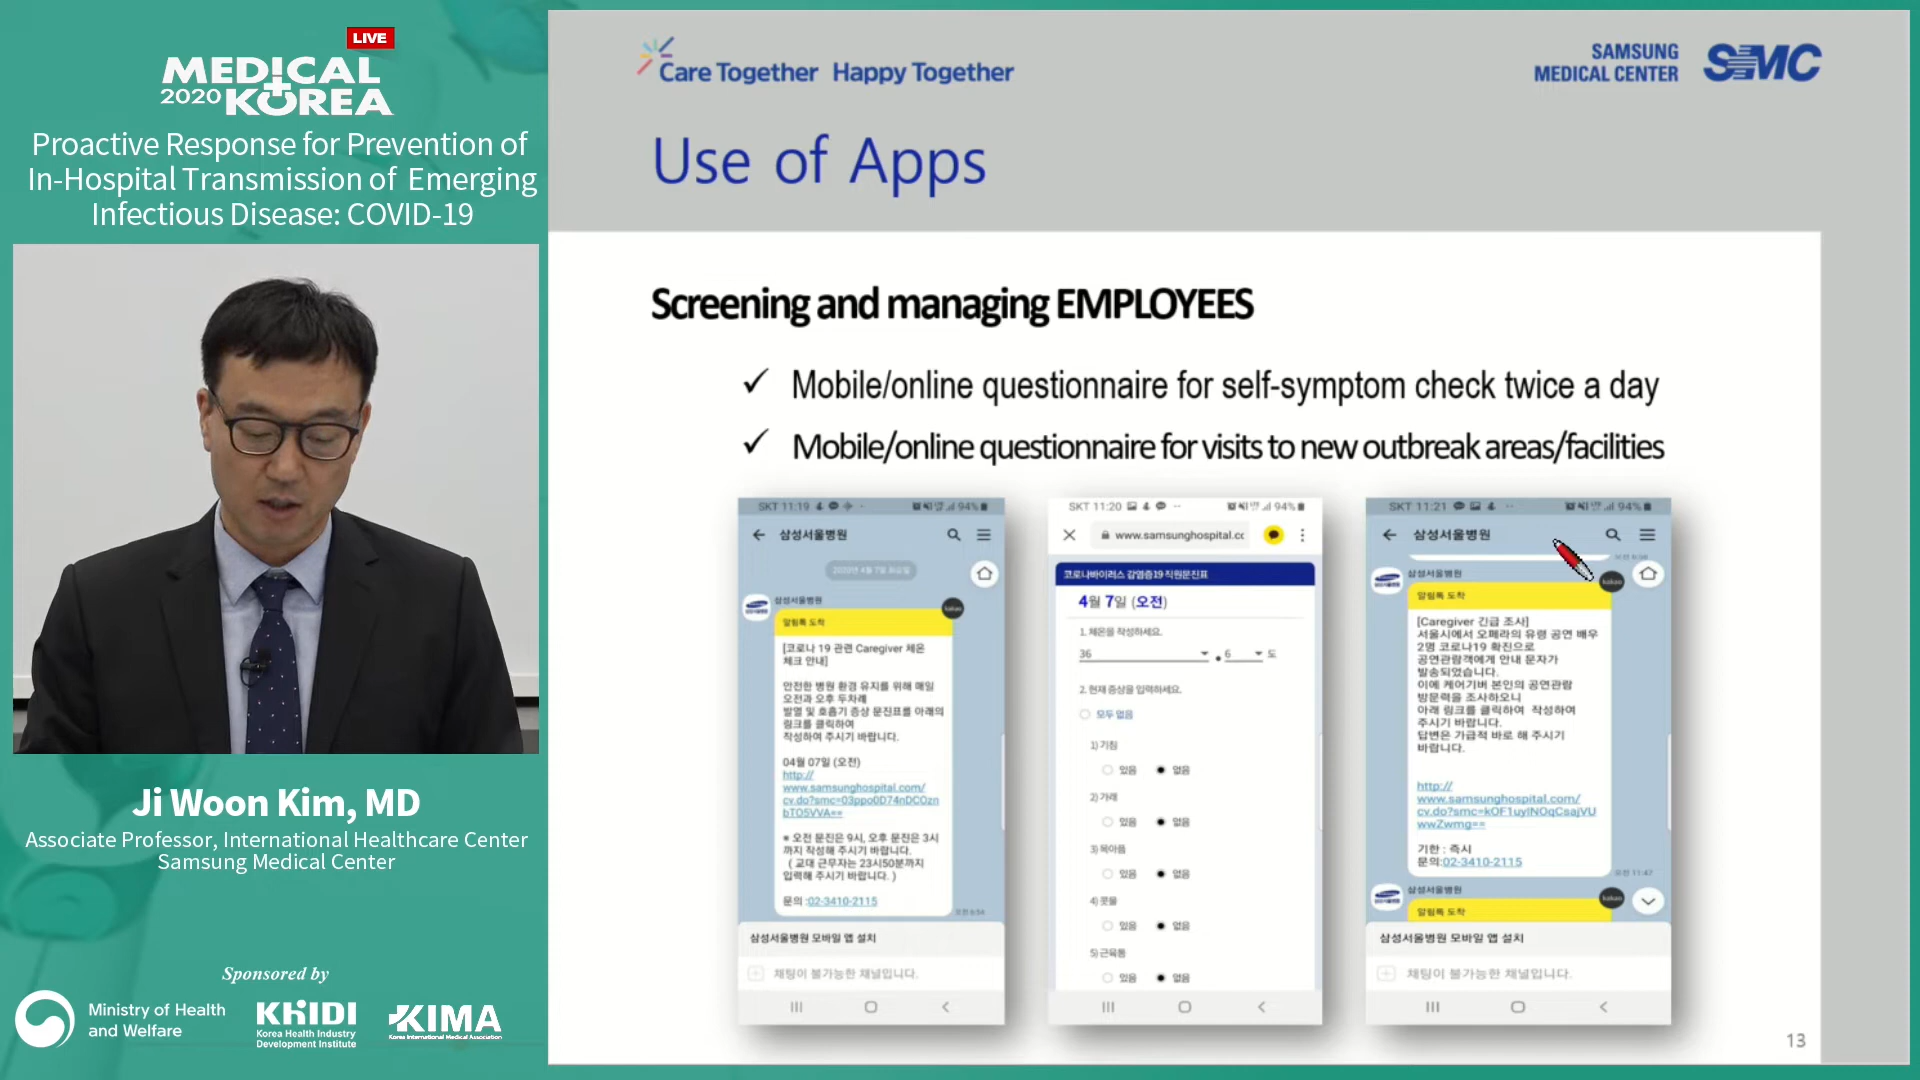 LIVE
MEDICAL
2020 KOREA
Proactive Response for Prevention of
In-Hospital Transmission of Emerging
Infectious Disease: COVID-19
Ji Woon Kim, MD
Associate Professor, International Healthcare Center
Samsung Medical Center
Sponsored by
Ministry of Health
and Welfare
KHIDI
Korea Health Industry
Development Institute
KIMA
Korea International Medical Association
Care Together Happy Together
SAMSUNG
MEDICAL CENTER
SMC
Use of Apps
Screening and managing EMPLOYEES
✓ Mobile/online questionnaire for self-symptom check twice a day
✓ Mobile/online questionnaire for visits to new outbreak areas/facilities
SKT 11:19 94%
삼성서울병원
2020년 4월 7일 화요일
삼성서울병원
알림톡 도착
[코로나 19 관련 Caregiver 체온
체크 안내]
안전한 병원 환경 유지를 위해 매일
오전과 오후 두차례
발열 및 호흡기 증상 문진표를 아래의
링크를 클릭하여
작성하여 주시기 바랍니다.
04월 07일 (오전)
http://
www.samsunghospital.com/
cv.do?smc=03ppo0D74nDCOzn
bTO5VVA==
* 오전 문진은 9시, 오후 문진은 3시
까지 작성해 주시기 바랍니다.
( 교대 근무자는 23시50분까지
입력해 주시기 바랍니다. )
문의 :02-3410-2115
오전 6:54
삼성서울병원 모바일 앱 설치
채팅이 불가능한 채널입니다.
SKT 11:20 94%
www.samsunghospital.cc
코로나바이러스 감염증19 직원문진표
4월 7일 (오전)
1. 체온을 작성하세요.
36 . 6 도
2. 현재 증상을 입력하세요.
모두 없음
1) 기침
있음 없음
2) 가래
있음 없음
3) 목아픔
있음 없음
4) 콧물
있음 없음
5) 근육통
있음 없음
SKT 11:21 94%
삼성서울병원
삼성서울병원
kakao
알림톡 도착
[Caregiver 긴급 조사]
서울시에서 오페라의 유령 공연 배우
2명 코로나19 확진으로
공연관람객에게 안내 문자가
발송되었습니다.
이에 케어기버 본인의 공연관람
방문력을 조사하오니
아래 링크를 클릭하여 작성하여
주시기 바랍니다.
답변은 가급적 바로 해 주시기
바랍니다.
http://
www.samsunghospital.com/
cv.do?smc=kOF1uyINOqCsajVU
wwZwmg==
기한 : 즉시
문의:02-3410-2115
오전 11:47
삼성서울병원
kakao
알림톡 도착
삼성서울병원 모바일 앱 설치
채팅이 불가능한 채널입니다.
13